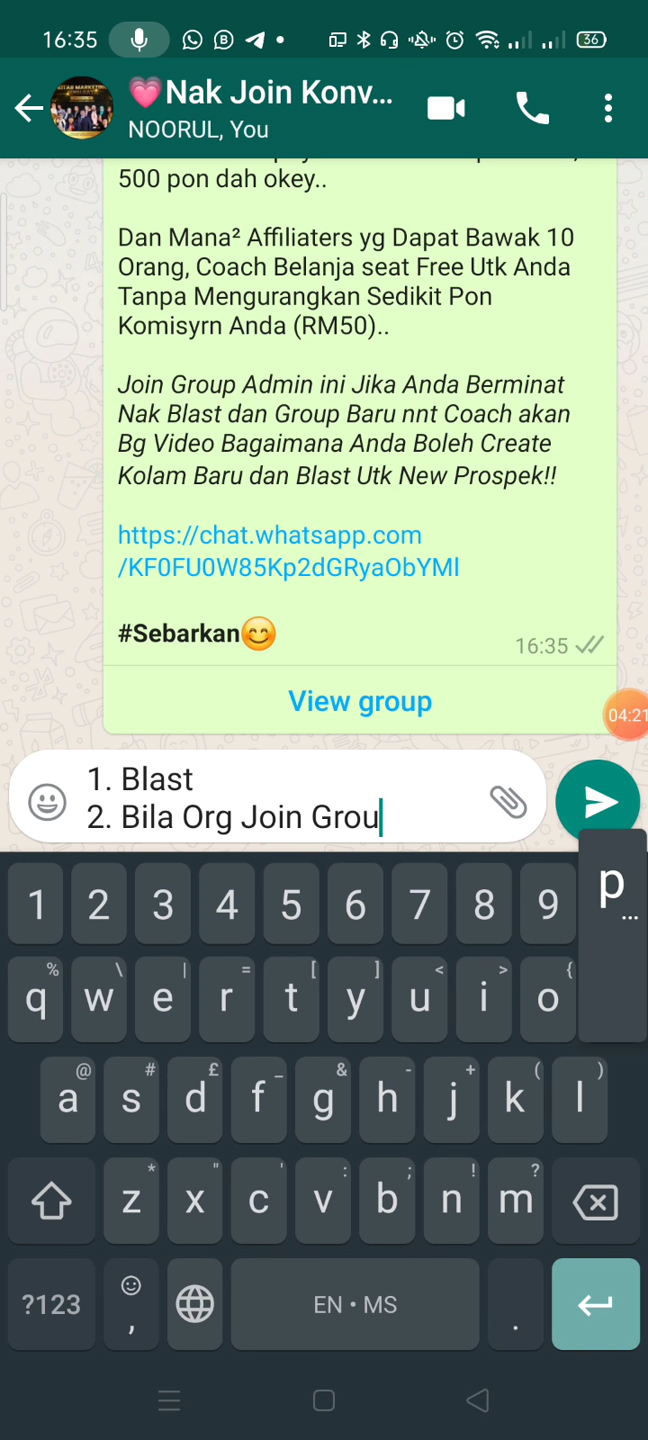 16:35
36
💗Nak Join Konv...
NOORUL, You
500 pon dah okey..
Dan Mana² Affiliaters yg Dapat Bawak 10
Orang, Coach Belanja seat Free Utk Anda
Tanpa Mengurangkan Sedikit Pon
Komisyrn Anda (RM50)..
Join Group Admin ini Jika Anda Berminat
Nak Blast dan Group Baru nnt Coach akan
Bg Video Bagaimana Anda Boleh Create
Kolam Baru dan Blast Utk New Prospek!!
https://chat.whatsapp.com
/KF0FU0W85Kp2dGRyaObYMl
#Sebarkan😊
16:35
View group
04:21
1. Blast
2. Bila Org Join Grou
p
...
1 2 3 4 5 6 7 8 9
% \ | = [ ] < > {
q w e r t y u i o
@ # £ _ & - + ( )
a s d f g h j k l
* " ' : ; ! ?
z x c v b n m
?123 , EN • MS .